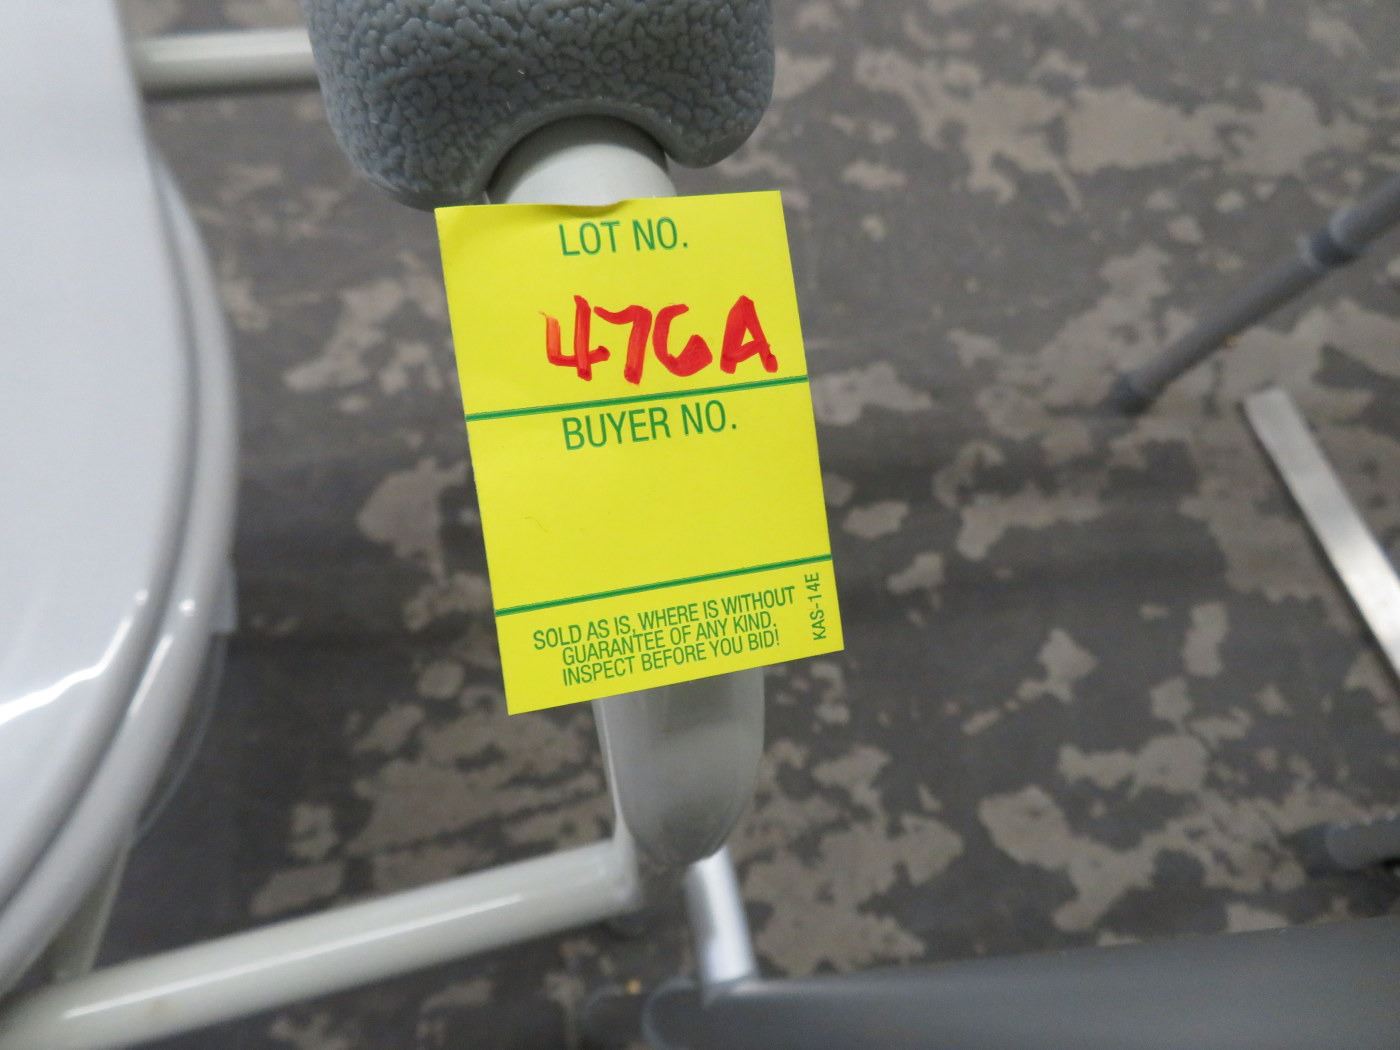 LOT NO.
476A
BUYER NO.
SOLD AS IS, WHERE IS WITHOUT
GUARANTEE OF ANY KIND.
INSPECT BEFORE YOU BID!
KAS-14E